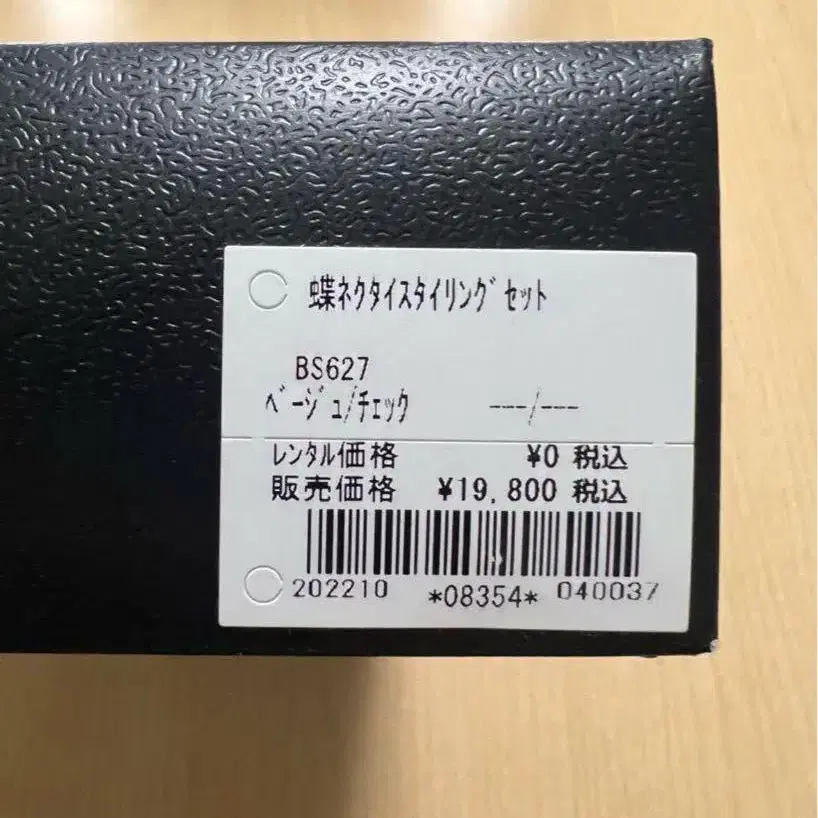 蝶ネクタイスタイリングセット
BS627
ベージュ/チェック ---/---
レンタル価格 ¥0 税込
販売価格 ¥19,800 税込
202210 *08354* 040037